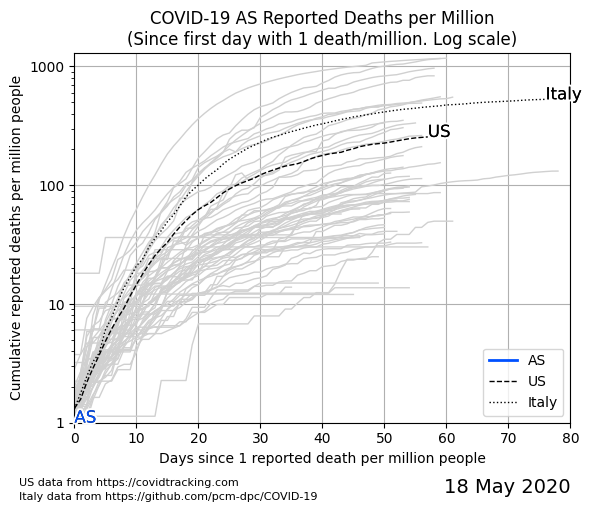 COVID-19 AS Reported Deaths per Million
(Since first day with 1 death/million. Log scale)
Cumulative reported deaths per million people
1000
100
10
1
Italy
US
AS
AS
US
Italy
0 10 20 30 40 50 60 70 80
Days since 1 reported death per million people
US data from https://covidtracking.com
Italy data from https://github.com/pcm-dpc/COVID-19
18 May 2020